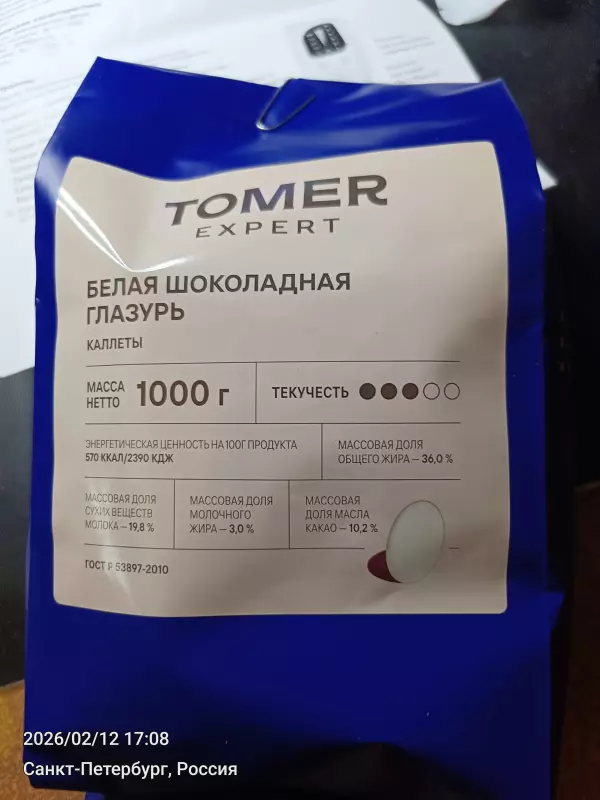 TOMER
EXPERT
БЕЛАЯ ШОКОЛАДНАЯ
ГЛАЗУРЬ
КАЛЛЕТЫ
МАССА
НЕТТО
1000 г
ТЕКУЧЕСТЬ
ЭНЕРГЕТИЧЕСКАЯ ЦЕННОСТЬ НА 100Г ПРОДУКТА
570 ККАЛ/2390 КДЖ
МАССОВАЯ ДОЛЯ
ОБЩЕГО ЖИРА — 36,0 %
МАССОВАЯ ДОЛЯ
СУХИХ ВЕЩЕСТВ
МОЛОКА — 19,8 %
МАССОВАЯ ДОЛЯ
МОЛОЧНОГО
ЖИРА — 3,0 %
МАССОВАЯ
ДОЛЯ МАСЛА
КАКАО — 10,2 %
ГОСТ Р 53897-2010
2026/02/12 17:08
Санкт-Петербург, Россия